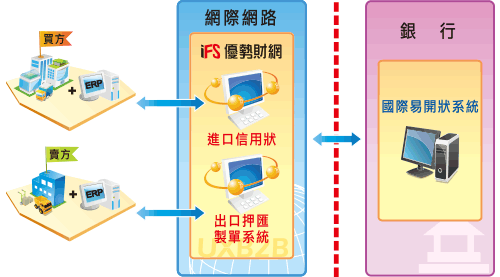 買方
ERP
賣方
ERP
網際網路
iFS 優勢財網
進口信用狀
出口押匯
製單系統
UXB2B
銀 行
國際易開狀系統